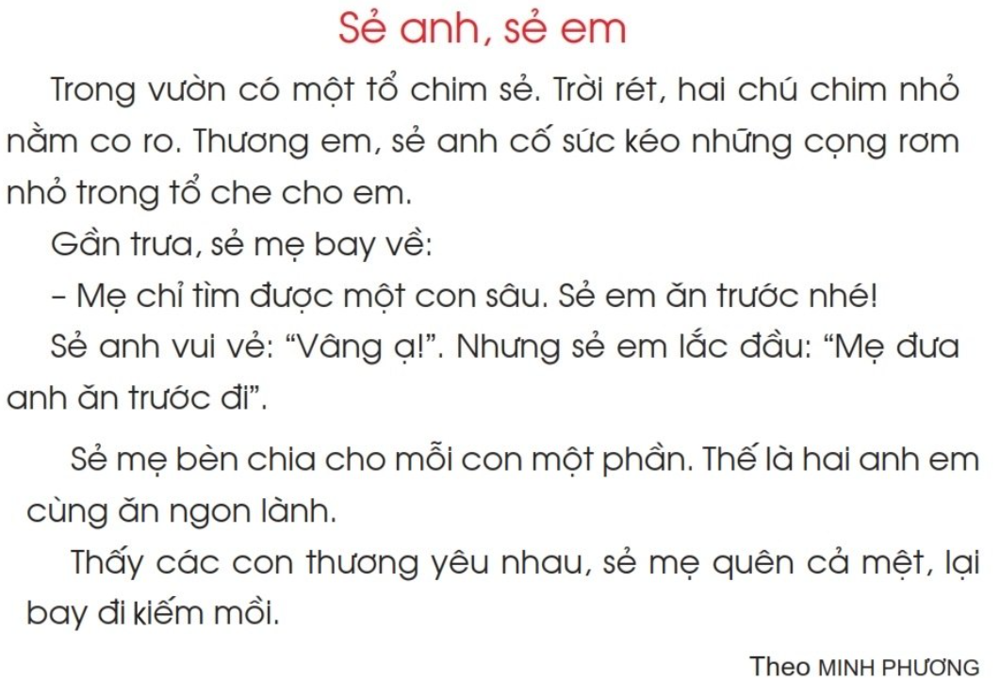 Sẻ anh, sẻ em
Trong vườn có một tổ chim sẻ. Trời rét, hai chú chim nhỏ
nằm co ro. Thương em, sẻ anh cố sức kéo những cọng rơm
nhỏ trong tổ che cho em.
Gần trưa, sẻ mẹ bay về:
– Mẹ chỉ tìm được một con sâu. Sẻ em ăn trước nhé!
Sẻ anh vui vẻ: “Vâng ạ!”. Nhưng sẻ em lắc đầu: “Mẹ đưa
anh ăn trước đi”.
Sẻ mẹ bèn chia cho mỗi con một phần. Thế là hai anh em
cùng ăn ngon lành.
Thấy các con thương yêu nhau, sẻ mẹ quên cả mệt, lại
bay đi kiếm mồi.
Theo MINH PHƯƠNG